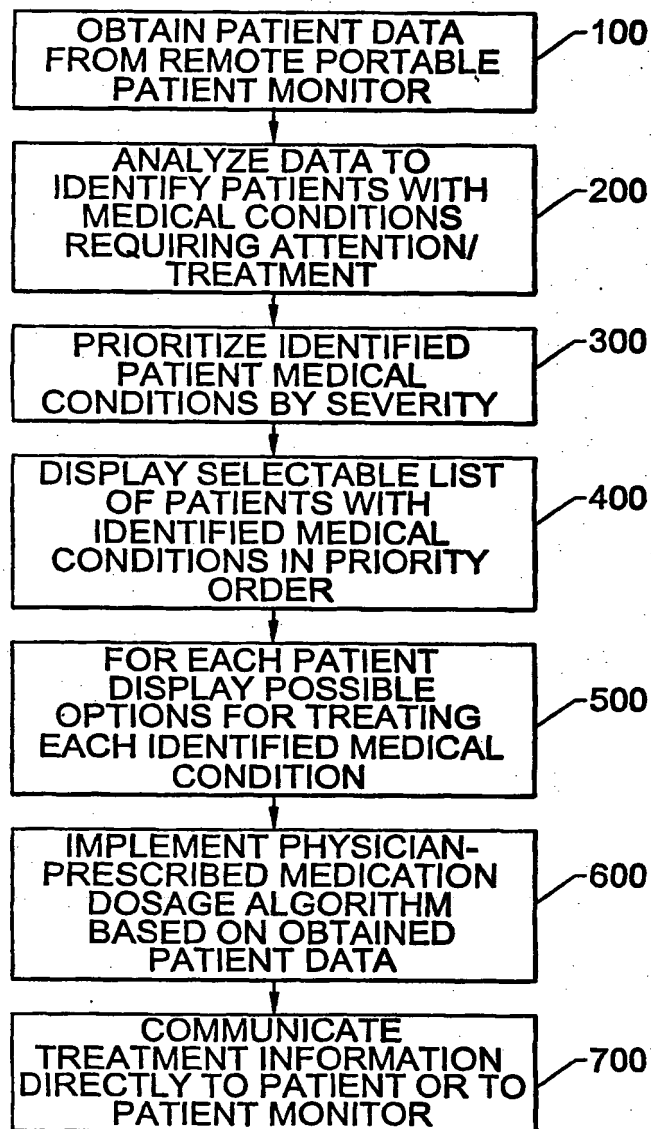 OBTAIN PATIENT DATA
FROM REMOTE PORTABLE
PATIENT MONITOR
100
ANALYZE DATA TO
IDENTIFY PATIENTS WITH
MEDICAL CONDITIONS
REQUIRING ATTENTION/
TREATMENT
200
PRIORITIZE IDENTIFIED
PATIENT MEDICAL
CONDITIONS BY SEVERITY
300
DISPLAY SELECTABLE LIST
OF PATIENTS WITH
IDENTIFIED MEDICAL
CONDITIONS IN PRIORITY
ORDER
400
FOR EACH PATIENT
DISPLAY POSSIBLE
OPTIONS FOR TREATING
EACH IDENTIFIED MEDICAL
CONDITION
500
IMPLEMENT PHYSICIAN-
PRESCRIBED MEDICATION
DOSAGE ALGORITHM
BASED ON OBTAINED
PATIENT DATA
600
COMMUNICATE
TREATMENT INFORMATION
DIRECTLY TO PATIENT OR TO
PATIENT MONITOR
700